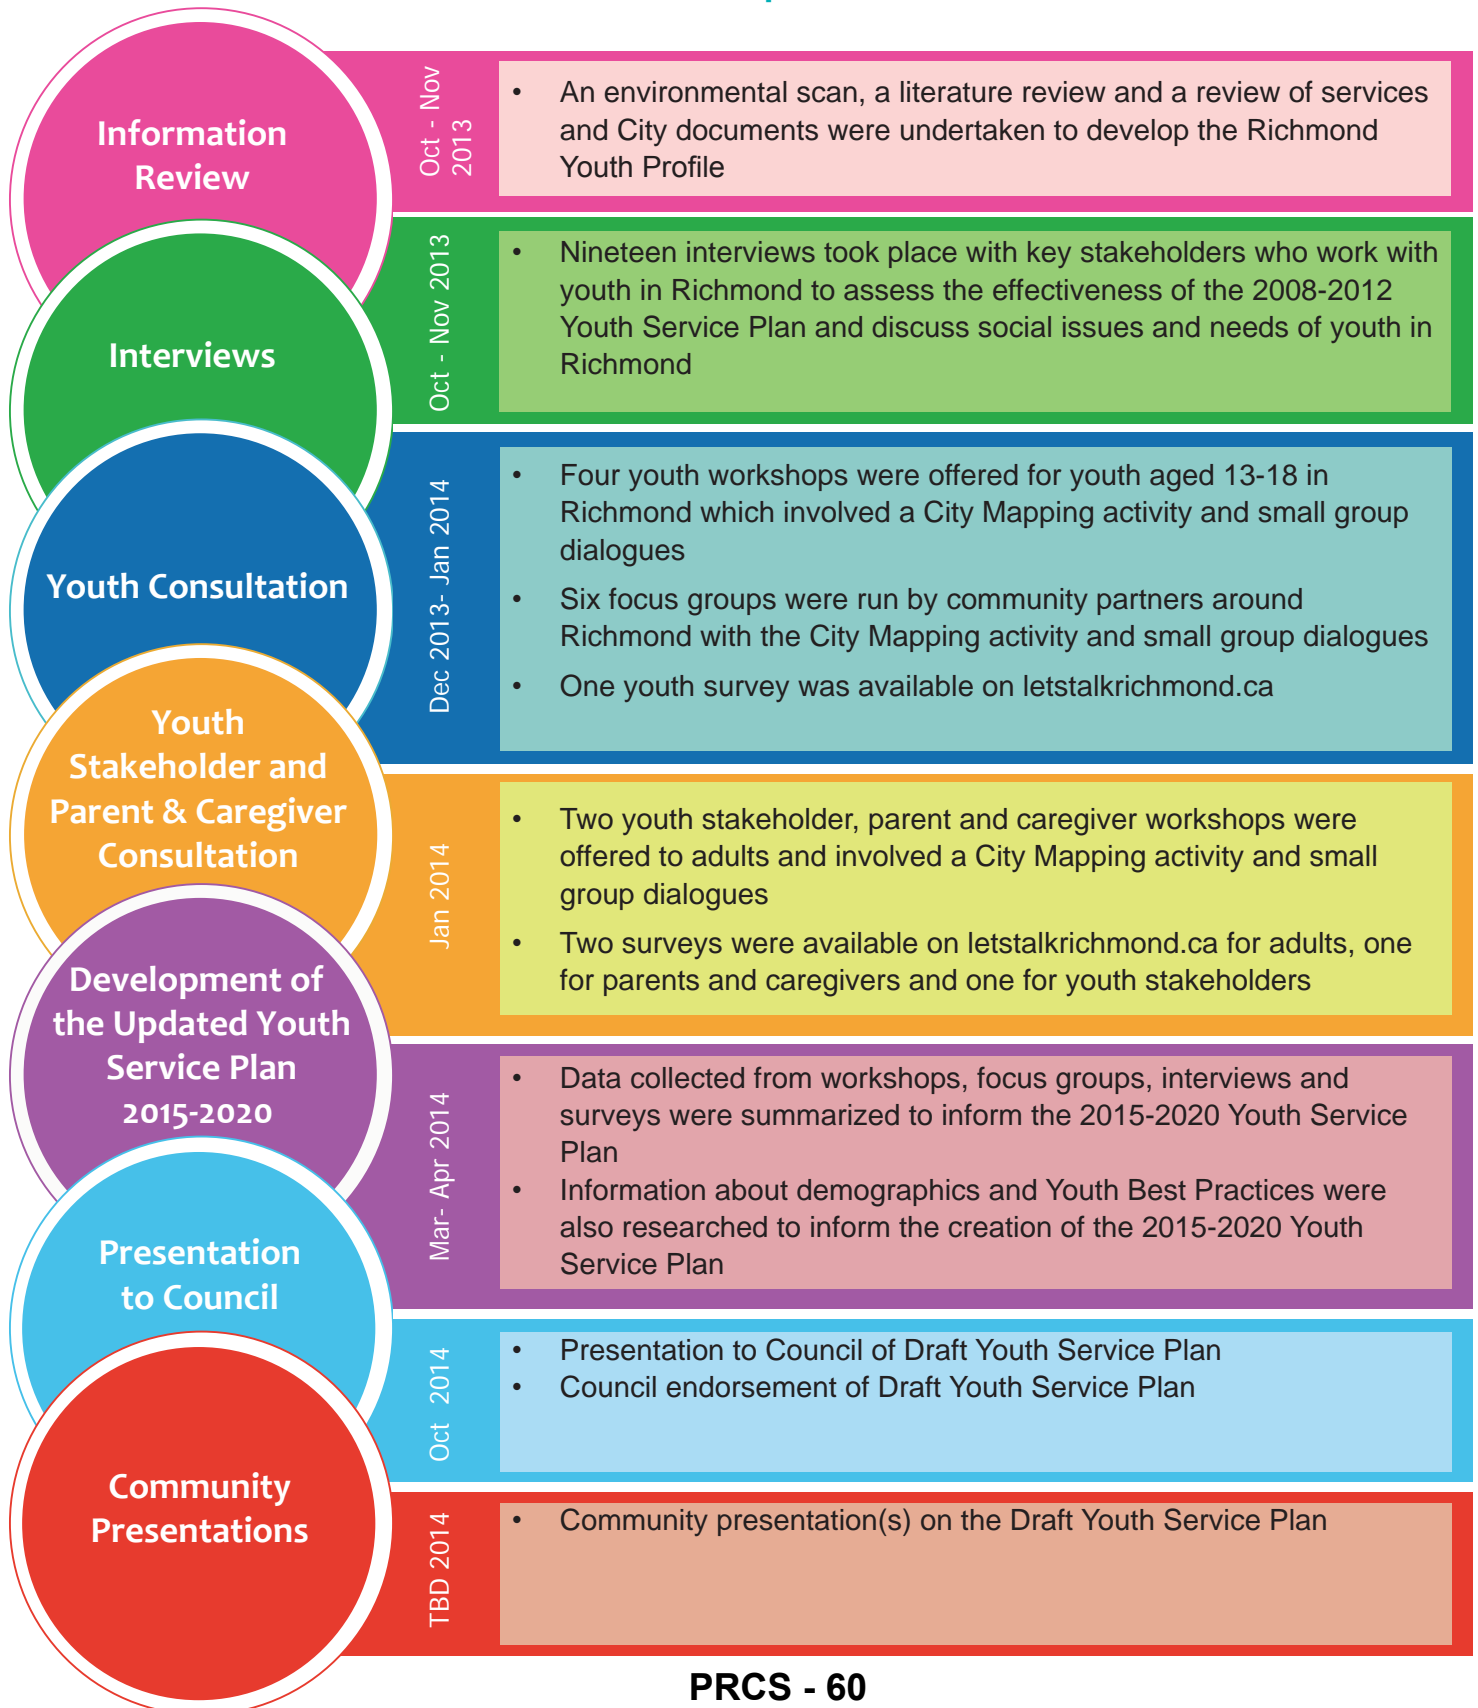 Information
Review
Oct - Nov
2013
• An environmental scan, a literature review and a review of services
and City documents were undertaken to develop the Richmond
Youth Profile
Interviews
Oct - Nov 2013
• Nineteen interviews took place with key stakeholders who work with
youth in Richmond to assess the effectiveness of the 2008-2012
Youth Service Plan and discuss social issues and needs of youth in
Richmond
Youth Consultation
Dec 2013- Jan 2014
• Four youth workshops were offered for youth aged 13-18 in
Richmond which involved a City Mapping activity and small group
dialogues
• Six focus groups were run by community partners around
Richmond with the City Mapping activity and small group dialogues
• One youth survey was available on letstalkrichmond.ca
Youth
Stakeholder and
Parent & Caregiver
Consultation
Jan 2014
• Two youth stakeholder, parent and caregiver workshops were
offered to adults and involved a City Mapping activity and small
group dialogues
• Two surveys were available on letstalkrichmond.ca for adults, one
for parents and caregivers and one for youth stakeholders
Development of
the Updated Youth
Service Plan
2015-2020
Mar- Apr 2014
• Data collected from workshops, focus groups, interviews and
surveys were summarized to inform the 2015-2020 Youth Service
Plan
• Information about demographics and Youth Best Practices were
also researched to inform the creation of the 2015-2020 Youth
Service Plan
Presentation
to Council
Oct 2014
• Presentation to Council of Draft Youth Service Plan
• Council endorsement of Draft Youth Service Plan
Community
Presentations
TBD 2014
• Community presentation(s) on the Draft Youth Service Plan
PRCS - 60